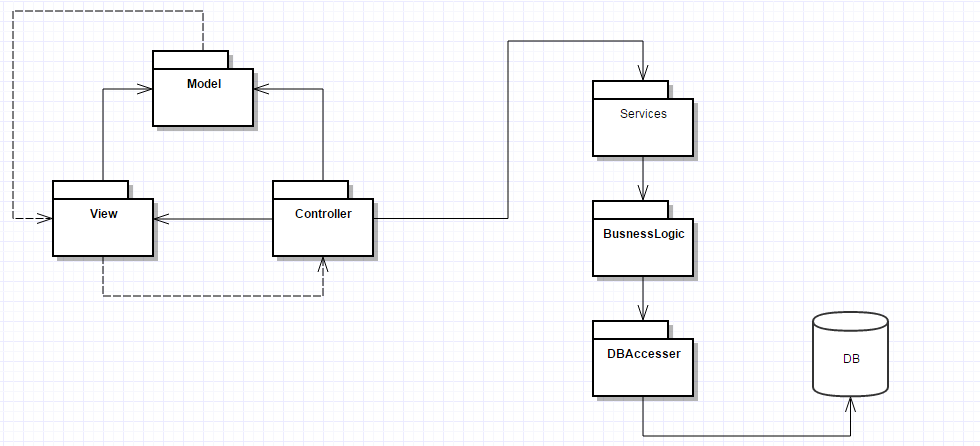 Model
View
Controller
Services
BusnessLogic
DBAccesser
DB